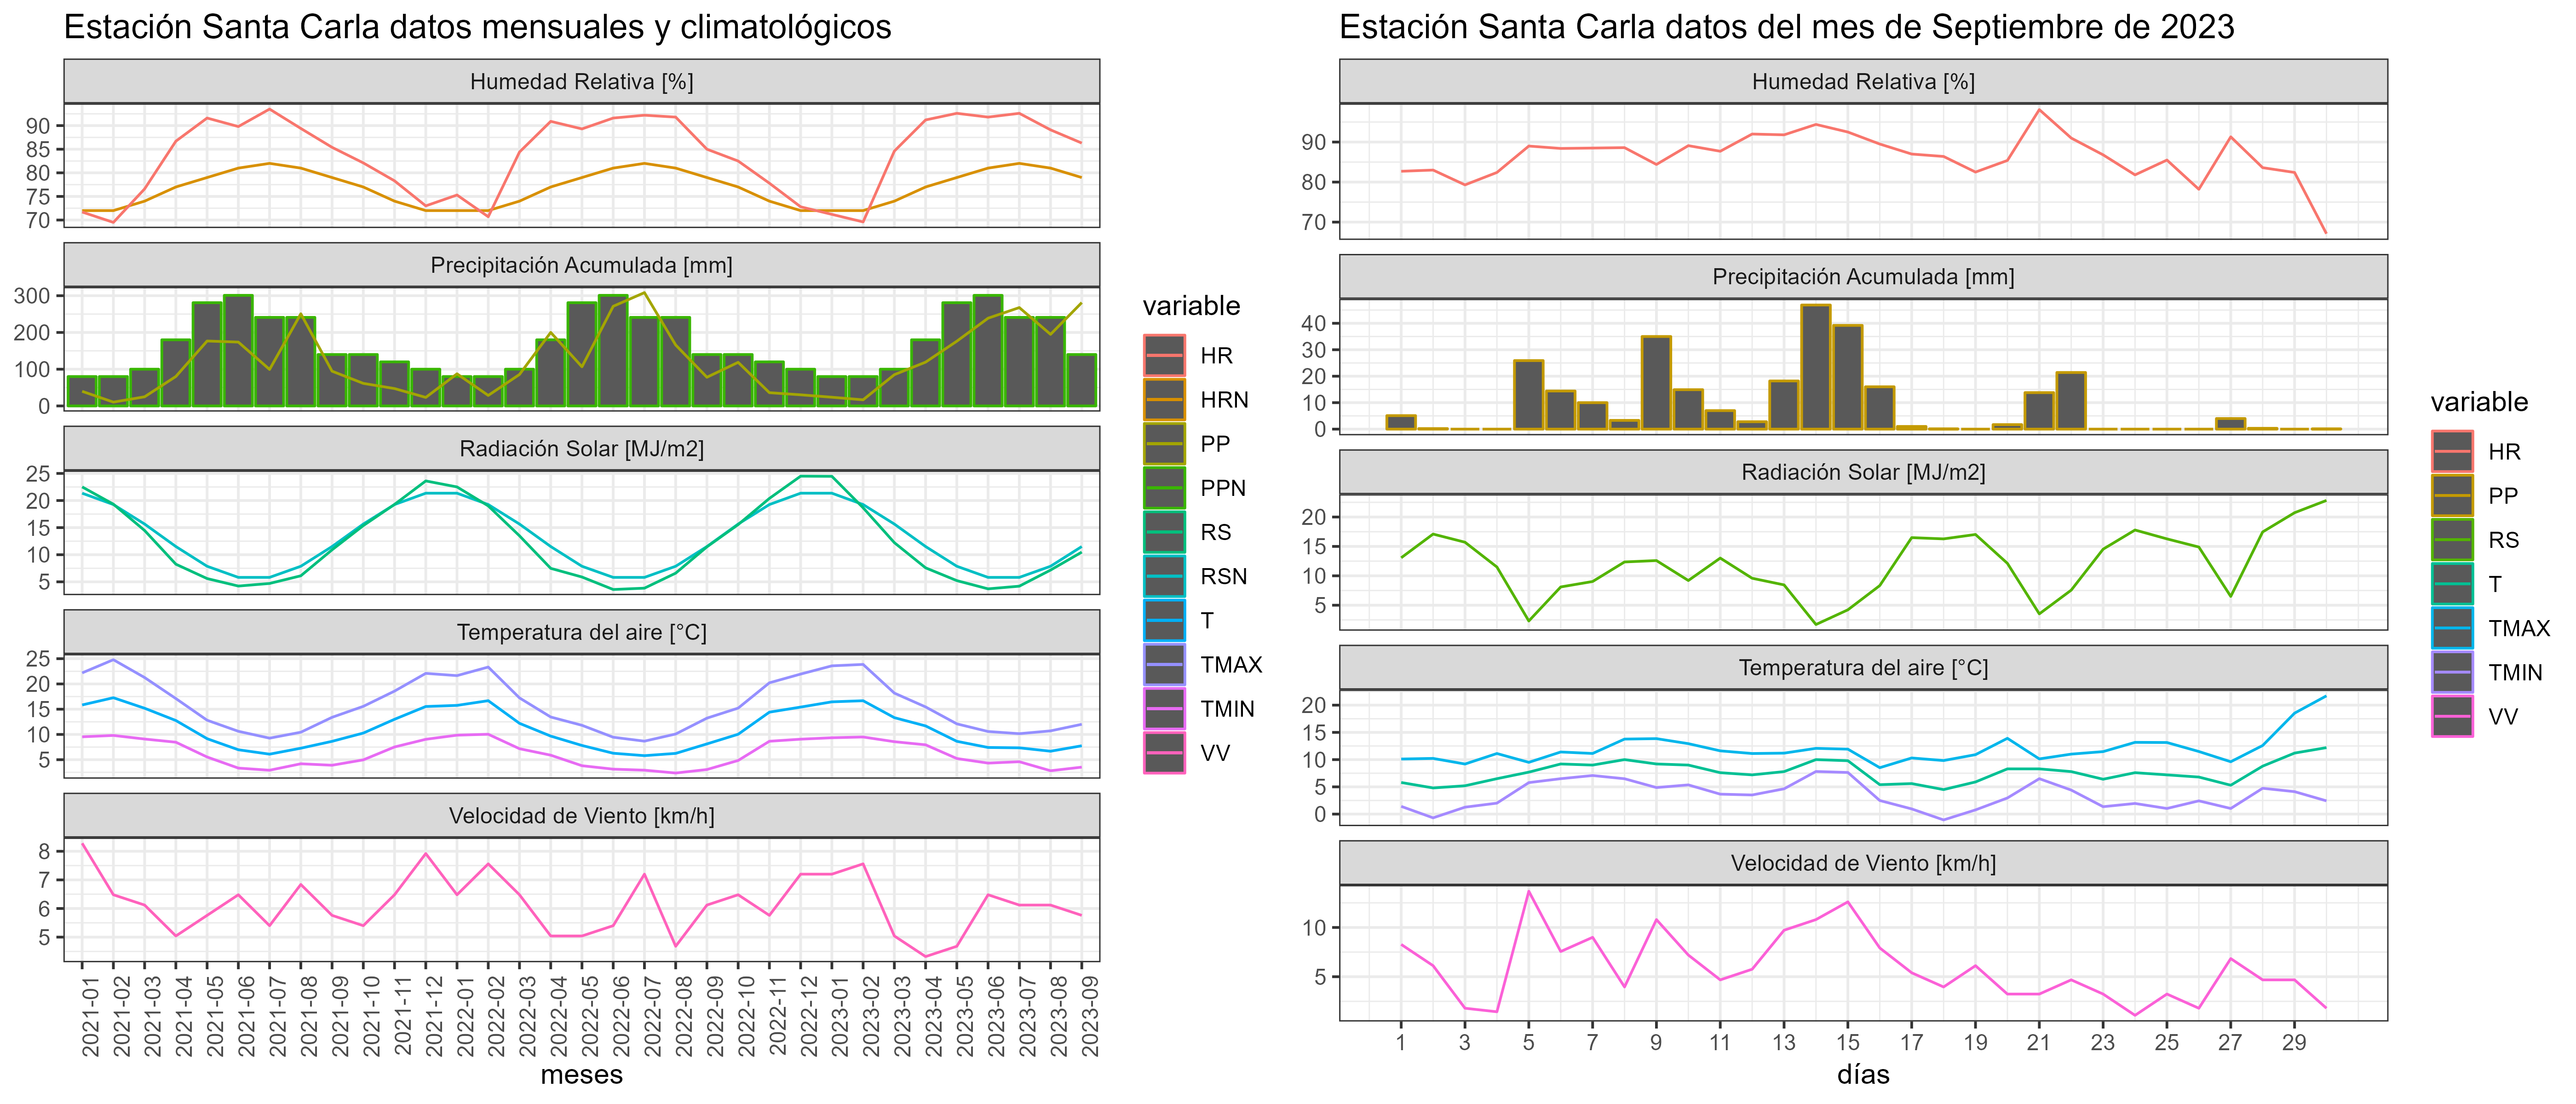 Estación Santa Carla datos mensuales y climatológicos
Humedad Relativa [%]
90
85
80
75
70
Precipitación Acumulada [mm]
300
200
100
0
Radiación Solar [MJ/m2]
25
20
15
10
5
Temperatura del aire [°C]
25
20
15
10
5
Velocidad de Viento [km/h]
8
7
6
5
2021-01
2021-02
2021-03
2021-04
2021-05
2021-06
2021-07
2021-08
2021-09
2021-10
2021-11
2021-12
2022-01
2022-02
2022-03
2022-04
2022-05
2022-06
2022-07
2022-08
2022-09
2022-10
2022-11
2022-12
2023-01
2023-02
2023-03
2023-04
2023-05
2023-06
2023-07
2023-08
2023-09
meses
variable
HR
HRN
PP
PPN
RS
RSN
T
TMAX
TMIN
VV
Estación Santa Carla datos del mes de Septiembre de 2023
Humedad Relativa [%]
90
80
70
Precipitación Acumulada [mm]
40
30
20
10
0
Radiación Solar [MJ/m2]
20
15
10
5
Temperatura del aire [°C]
20
15
10
5
0
Velocidad de Viento [km/h]
10
5
1 3 5 7 9 11 13 15 17 19 21 23 25 27 29
días
variable
HR
PP
RS
T
TMAX
TMIN
VV